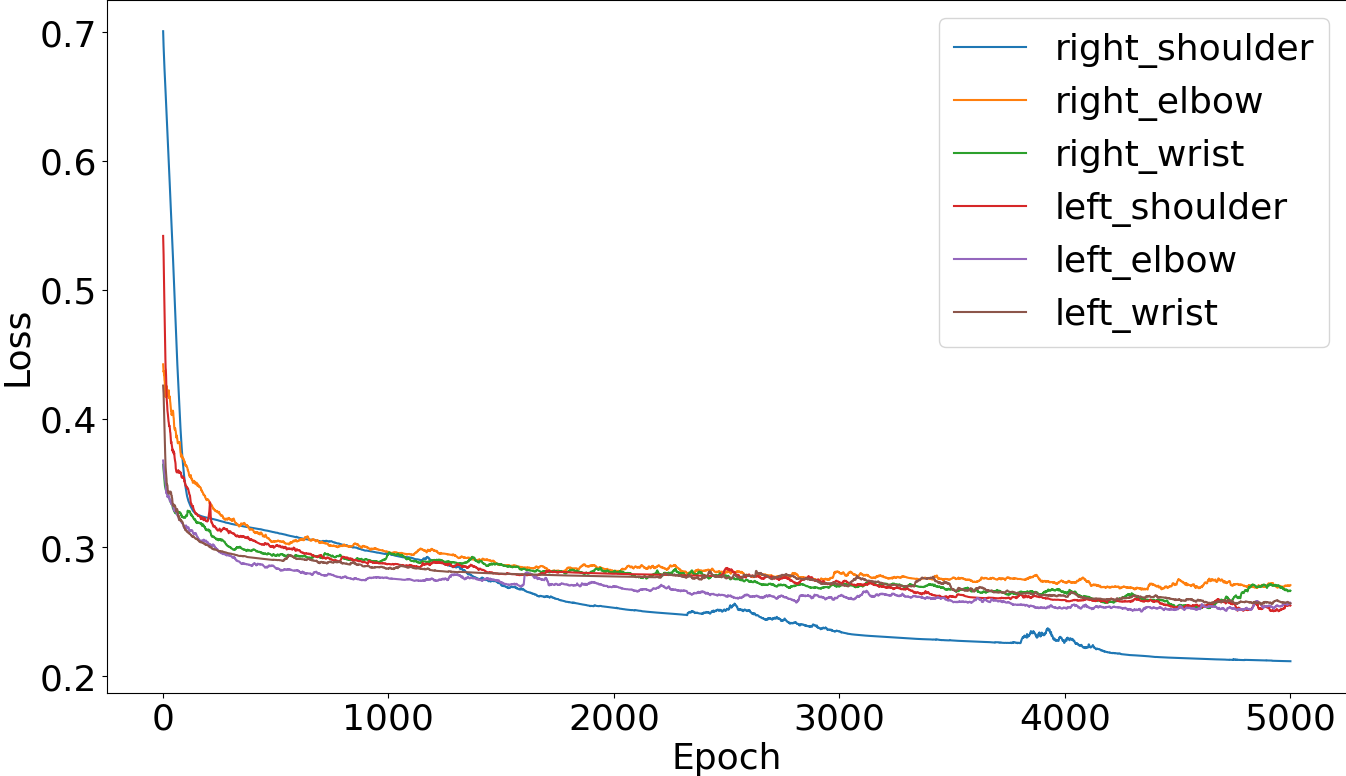 0.7
0.6
0.5
0.4
0.3
0.2
Loss
right_shoulder
right_elbow
right_wrist
left_shoulder
left_elbow
left_wrist
0 1000 2000 3000 4000 5000
Epoch